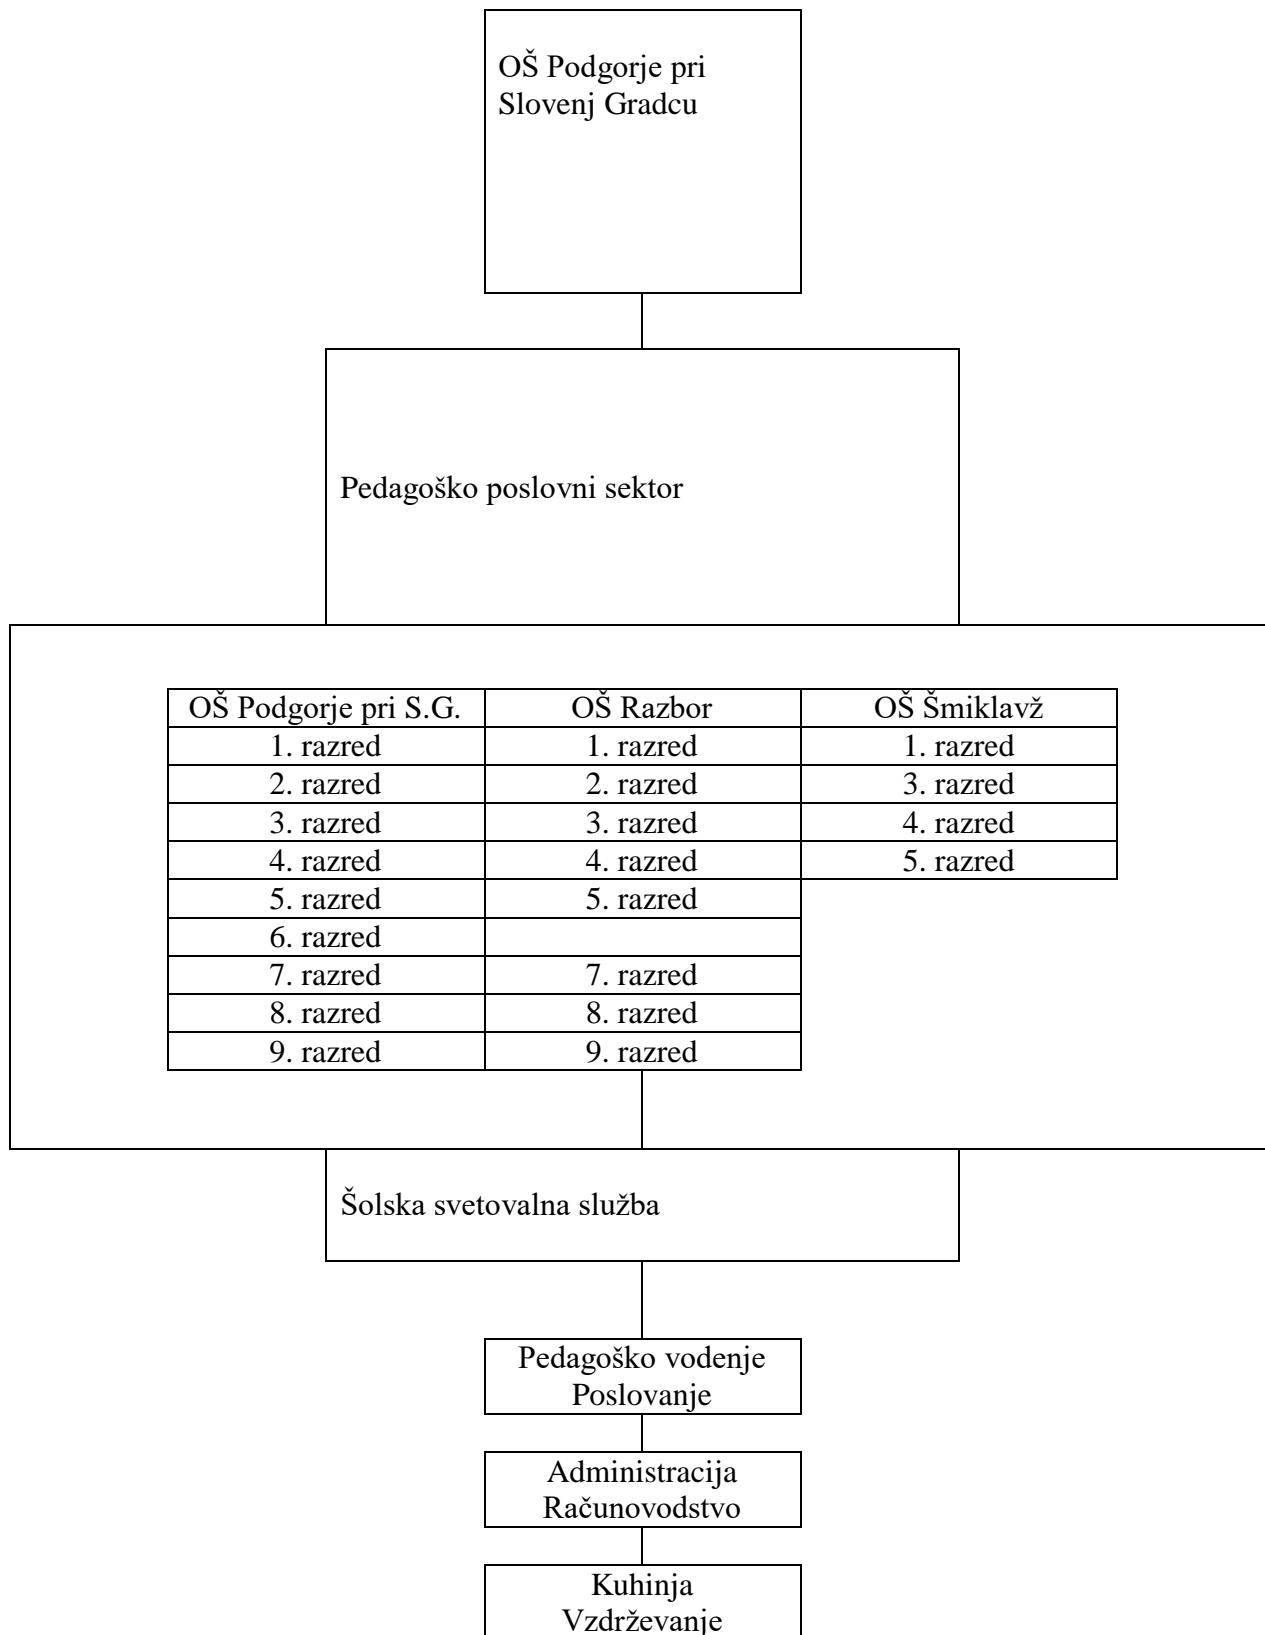 OŠ Podgorje pri
Slovenj Gradcu
Pedagoško poslovni sektor
OŠ Podgorje pri S.G. OŠ Razbor OŠ Šmiklavž
1. razred 1. razred 1. razred
2. razred 2. razred 3. razred
3. razred 3. razred 4. razred
4. razred 4. razred 5. razred
5. razred 5. razred
6. razred
7. razred 7. razred
8. razred 8. razred
9. razred 9. razred
Šolska svetovalna služba
Pedagoško vodenje
Poslovanje
Administracija
Računovodstvo
Kuhinja
Vzdrževanje